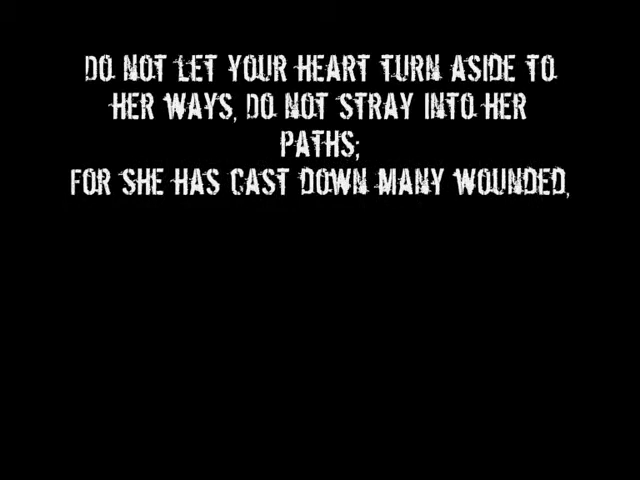 DO NOT LET YOUR HEART TURN ASIDE TO
HER WAYS, DO NOT STRAY INTO HER
PATHS;
FOR SHE HAS CAST DOWN MANY WOUNDED,